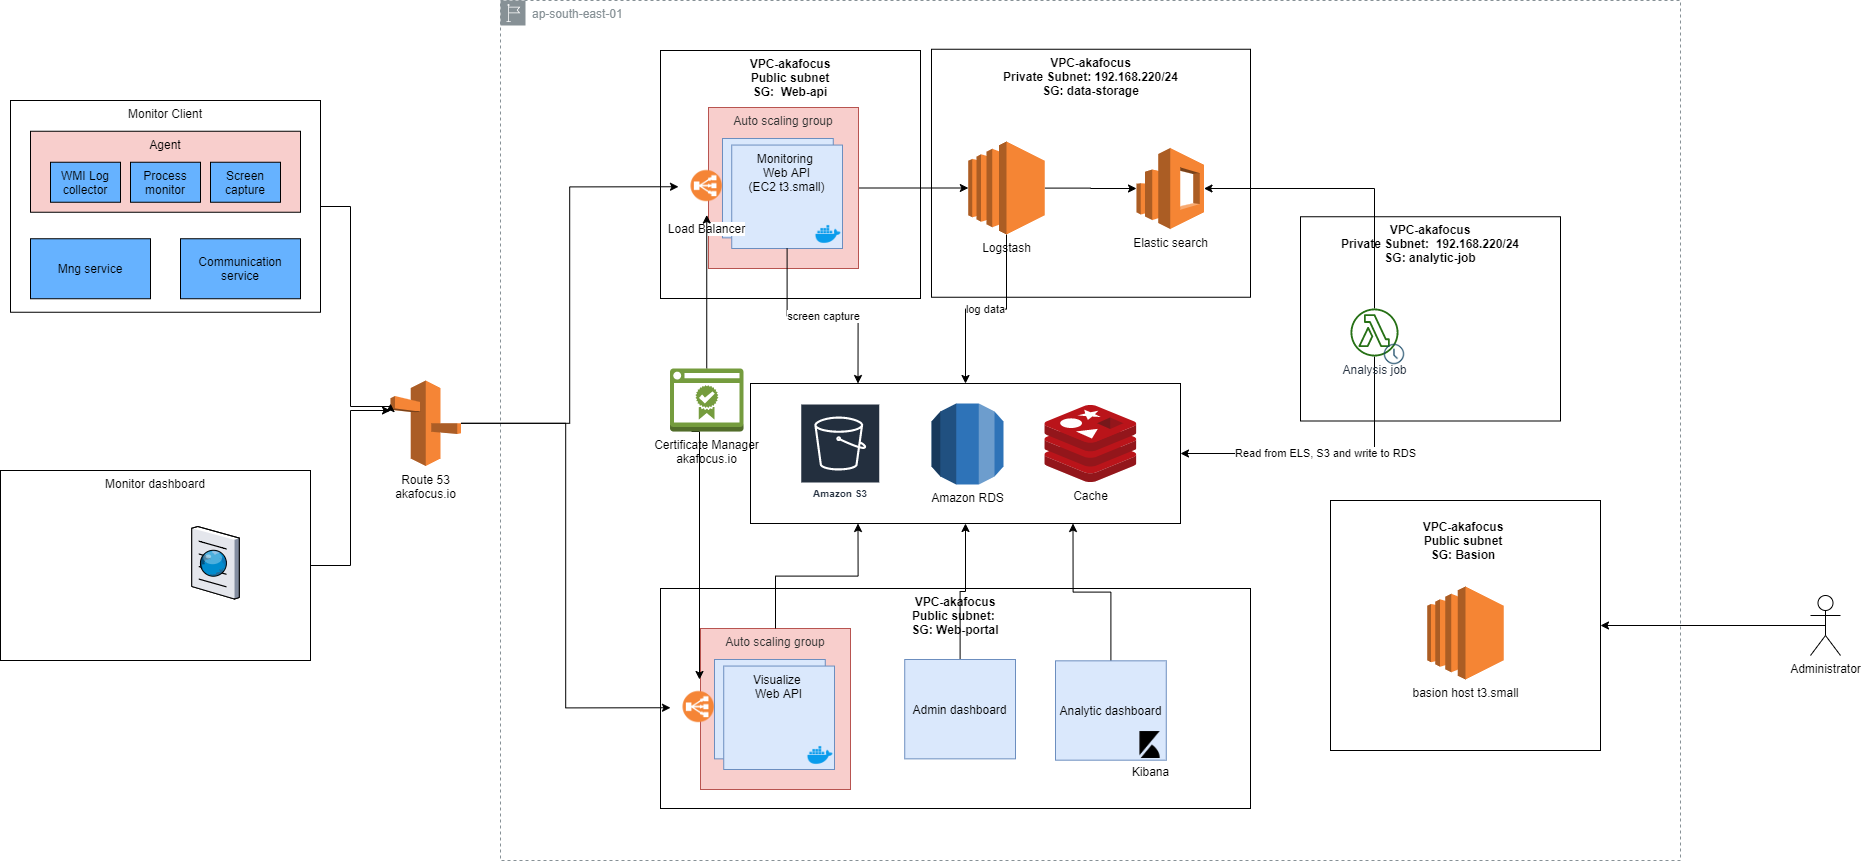 ap-south-east-01
VPC-akafocus
Public subnet
SG: Web-api
Auto scaling group
Monitoring
Web API
(EC2 t3.small)
Load Balancer
VPC-akafocus
Private Subnet: 192.168.220/24
SG: data-storage
Logstash
Elastic search
Monitor Client
Agent
WMI Log
collector
Process
monitor
Screen
capture
Mng service
Communication
service
VPC-akafocus
Private Subnet: 192.168.220/24
SG: analytic-job
Analysis job
screen capture
log data
Certificate Manager
akafocus.io
Amazon S3
Amazon RDS
Cache
Read from ELS, S3 and write to RDS
Route 53
akafocus.io
Monitor dashboard
VPC-akafocus
Public subnet
SG: Basion
basion host t3.small
Administrator
VPC-akafocus
Public subnet:
SG: Web-portal
Auto scaling group
Visualize
Web API
Admin dashboard
Analytic dashboard
Kibana